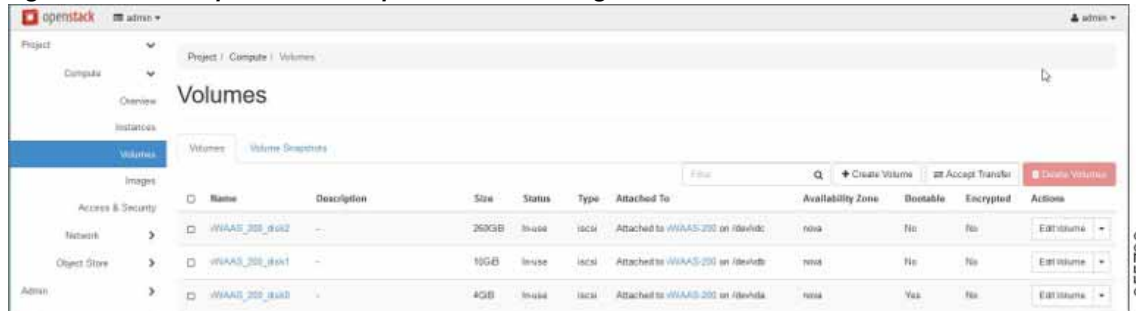 openstack admin admin
Project
Project / Compute / Volumes
Compute
Volumes
Overview
Instances
Volumes
Volumes Volume Snapshots
Images
Filter + Create Volume Accept Transfer Delete Volumes
Access & Security
Name Description Size Status Type Attached To Availability Zone Bootable Encrypted Actions
Network
vWAAS_200_disk2 - 260GiB In-use iscsi Attached to vWAAS-200 on /dev/vdc nova No No Edit Volume
Object Store
vWAAS_200_disk1 - 10GiB In-use iscsi Attached to vWAAS-200 on /dev/vdb nova No No Edit Volume
Admin
vWAAS_200_disk0 - 4GiB In-use iscsi Attached to vWAAS-200 on /dev/vda nova Yes No Edit Volume